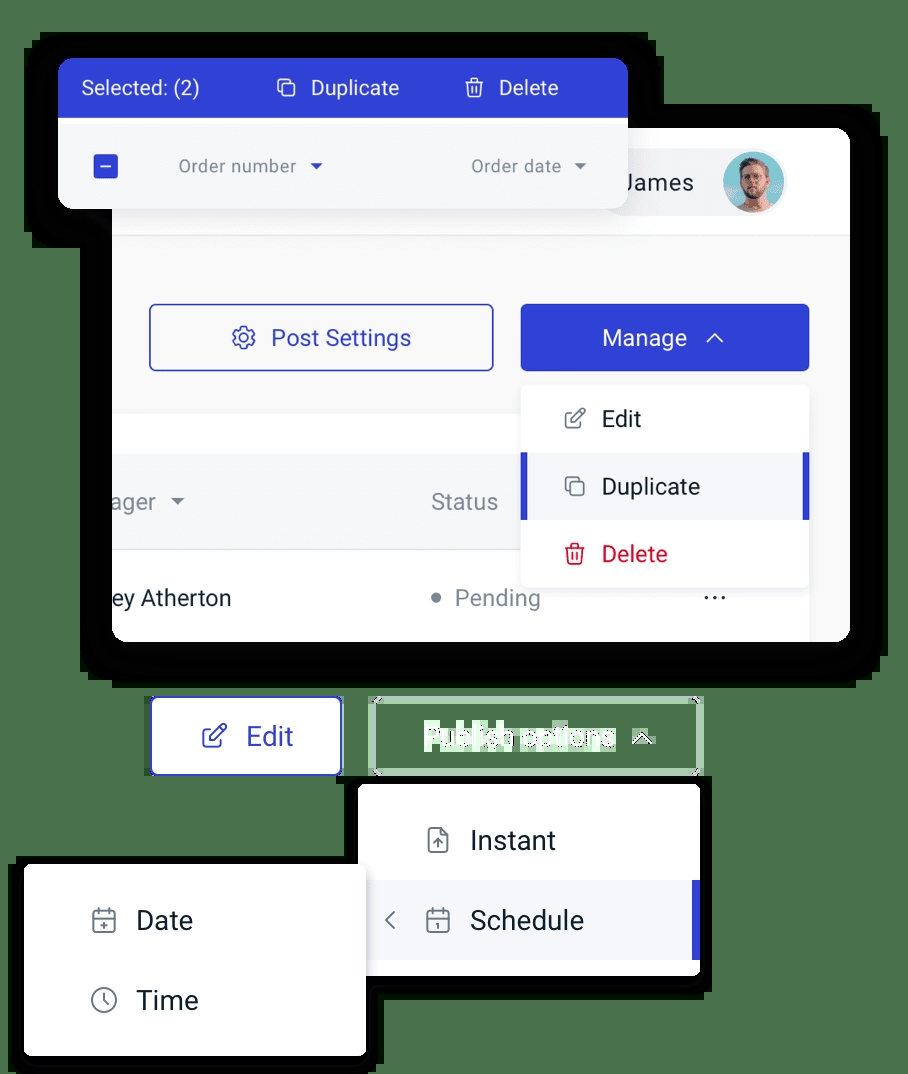 Selected: (2) Duplicate Delete
Order number Order date
James
Post Settings Manage
Edit
Duplicate
Delete
ager Status
ey Atherton Pending
Edit Publish options
Instant
Schedule
Date
Time